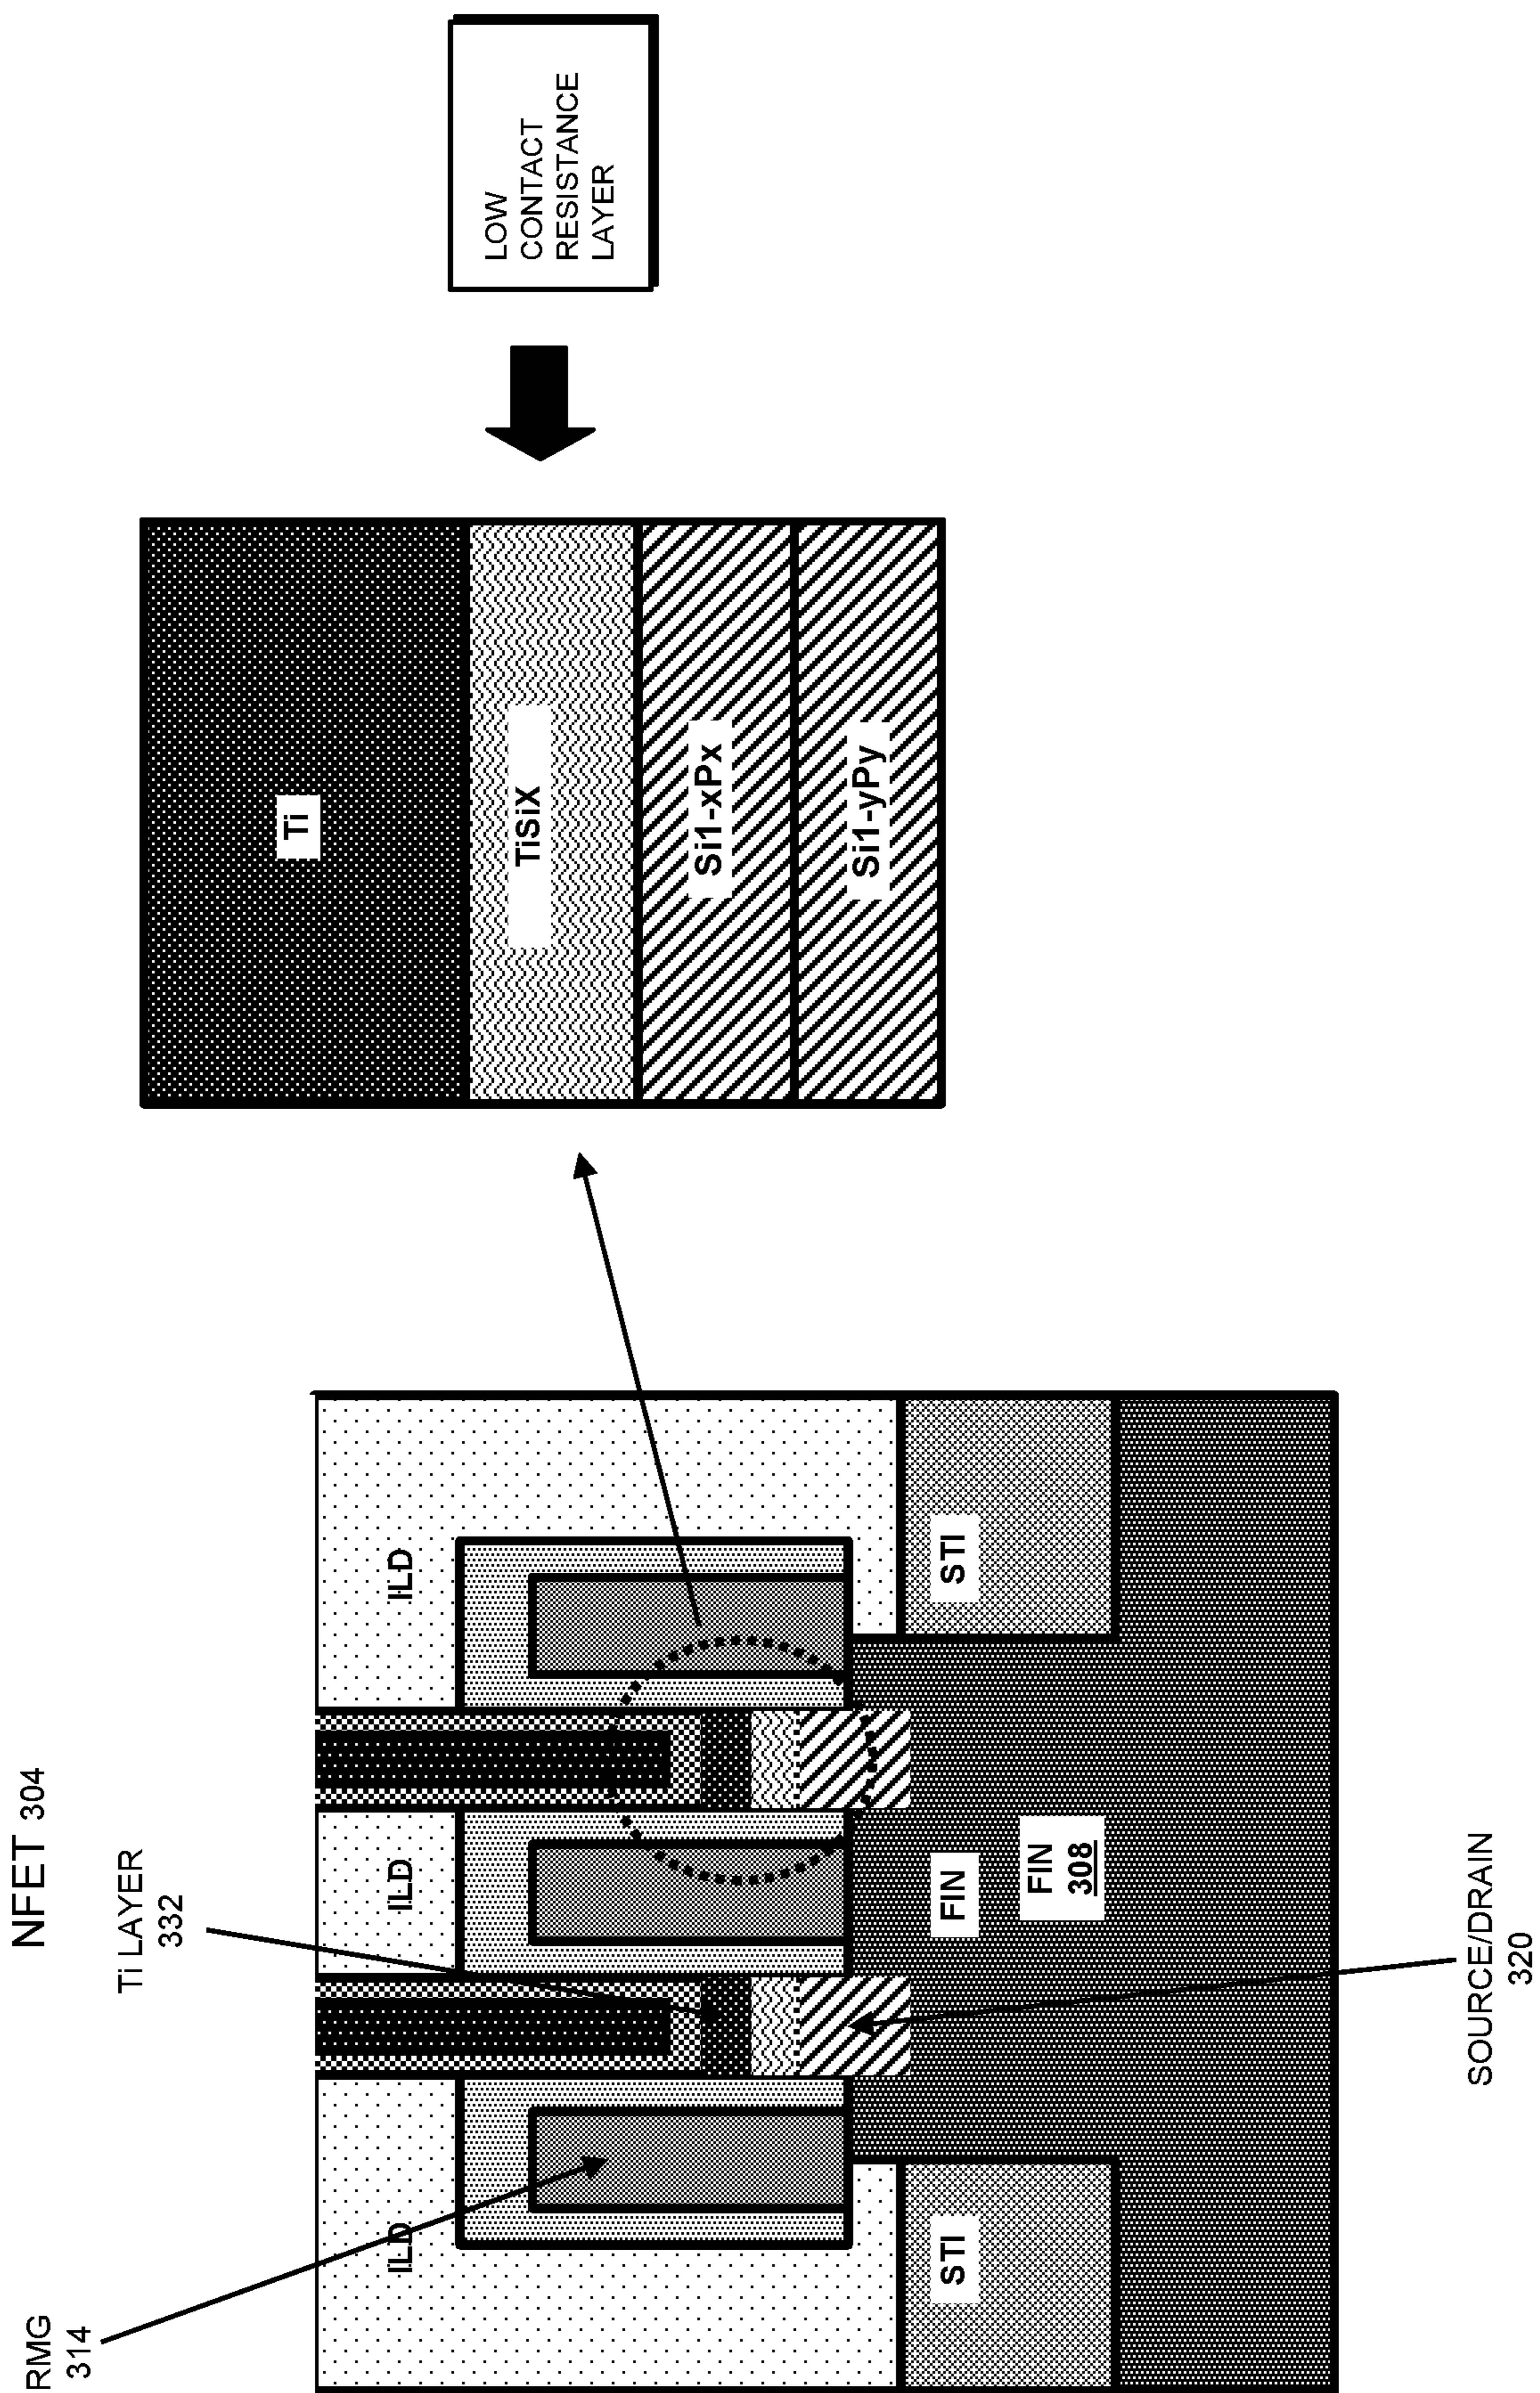 NFET 304
RMG
314
Ti LAYER
332
ILD
ILD
ILD
STI
FIN
STI
FIN
308
SOURCE/DRAIN
320
Ti
TiSiX
Si1-xPx
Si1-yPy
LOW
CONTACT
RESISTANCE
LAYER